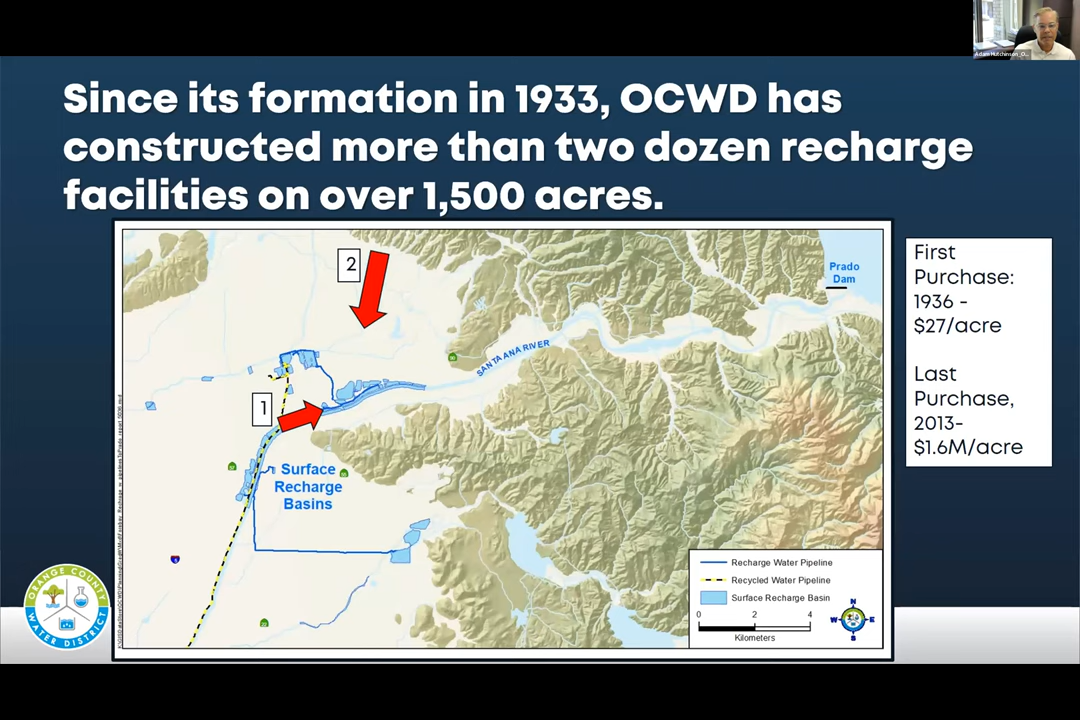 Adam Hutchinson_O...
Since its formation in 1933, OCWD has
constructed more than two dozen recharge
facilities on over 1,500 acres.
2
Prado
Dam
SANTA ANA RIVER
1
Surface
Recharge
Basins
First
Purchase:
1936 -
$27/acre
Last
Purchase,
2013-
$1.6M/acre
Recharge Water Pipeline
Recycled Water Pipeline
Surface Recharge Basin
0 2 4
Kilometers
N
W E
S
ORANGE COUNTY
WATER DISTRICT